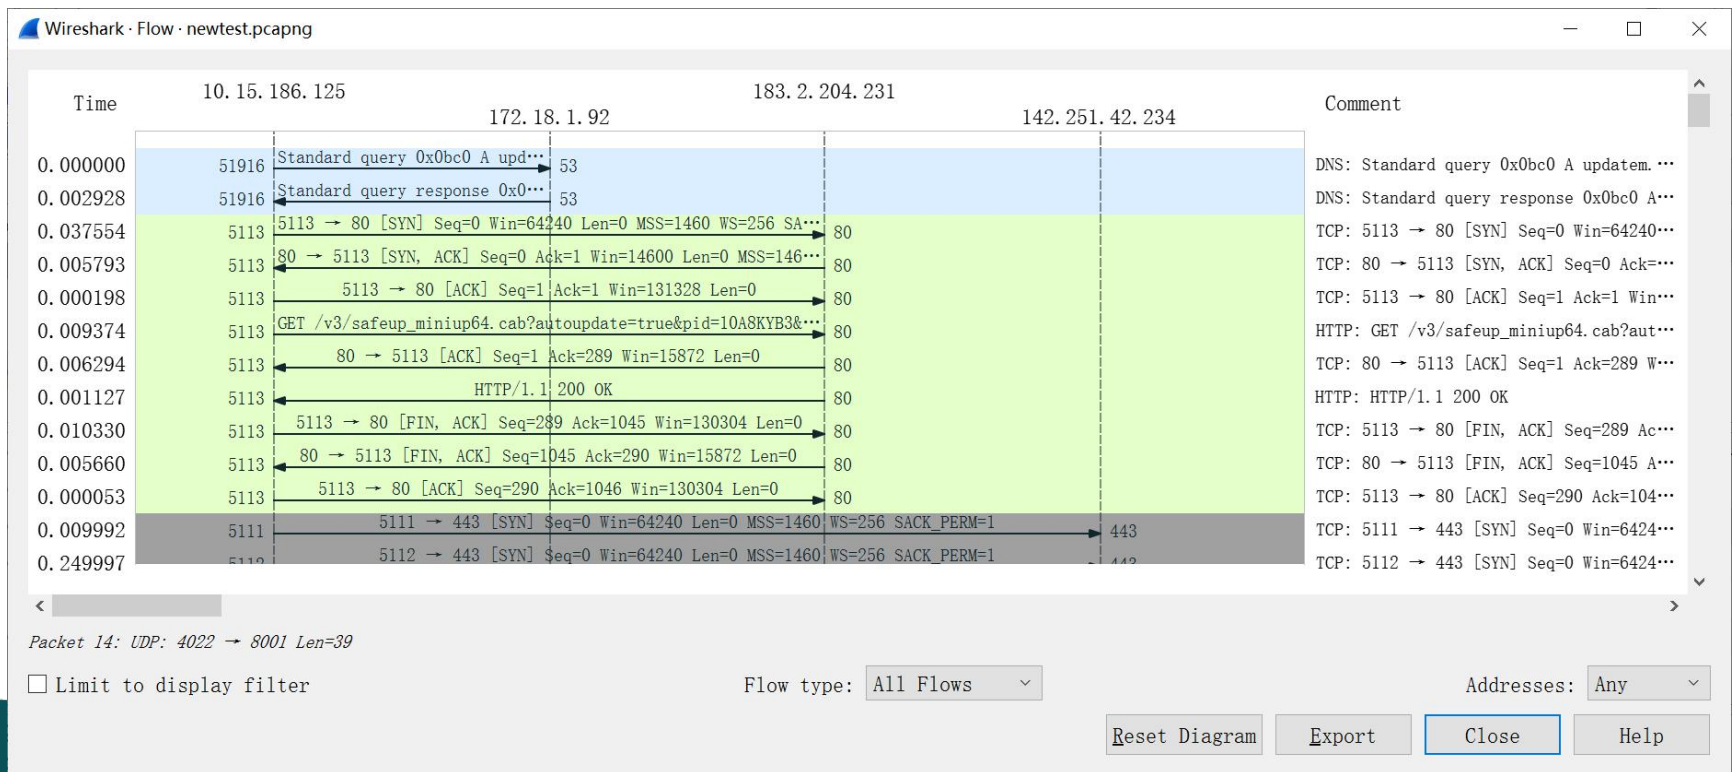 Wireshark · Flow · newtest.pcapng
10.15.186.125 183.2.204.231
Time Comment
172.18.1.92 142.251.42.234
0.000000 51916 Standard query 0x0bc0 A upd··· 53 DNS: Standard query 0x0bc0 A updatem.···
0.002928 51916 Standard query response 0x0··· 53 DNS: Standard query response 0x0bc0 A···
0.037554 5113 5113 → 80 [SYN] Seq=0 Win=64240 Len=0 MSS=1460 WS=256 SA··· 80 TCP: 5113 → 80 [SYN] Seq=0 Win=64240···
0.005793 5113 80 → 5113 [SYN, ACK] Seq=0 Ack=1 Win=14600 Len=0 MSS=146··· 80 TCP: 80 → 5113 [SYN, ACK] Seq=0 Ack=···
0.000198 5113 5113 → 80 [ACK] Seq=1 Ack=1 Win=131328 Len=0 80 TCP: 5113 → 80 [ACK] Seq=1 Ack=1 Win···
0.009374 5113 GET /v3/safeup_miniup64.cab?autoupdate=true&pid=10A8KYB3&··· 80 HTTP: GET /v3/safeup_miniup64.cab?aut···
0.006294 5113 80 → 5113 [ACK] Seq=1 Ack=289 Win=15872 Len=0 80 TCP: 80 → 5113 [ACK] Seq=1 Ack=289 W···
0.001127 5113 HTTP/1.1 200 OK 80 HTTP: HTTP/1.1 200 OK
0.010330 5113 5113 → 80 [FIN, ACK] Seq=289 Ack=1045 Win=130304 Len=0 80 TCP: 5113 → 80 [FIN, ACK] Seq=289 Ac···
0.005660 5113 80 → 5113 [FIN, ACK] Seq=1045 Ack=290 Win=15872 Len=0 80 TCP: 80 → 5113 [FIN, ACK] Seq=1045 A···
0.000053 5113 5113 → 80 [ACK] Seq=290 Ack=1046 Win=130304 Len=0 80 TCP: 5113 → 80 [ACK] Seq=290 Ack=104···
0.009992 5111 5111 → 443 [SYN] Seq=0 Win=64240 Len=0 MSS=1460 WS=256 SACK_PERM=1 443 TCP: 5111 → 443 [SYN] Seq=0 Win=6424···
0.249997 5112 5112 → 443 [SYN] Seq=0 Win=64240 Len=0 MSS=1460 WS=256 SACK_PERM=1 443 TCP: 5112 → 443 [SYN] Seq=0 Win=6424···
Packet 14: UDP: 4022 → 8001 Len=39
Limit to display filter Flow type: All Flows Addresses: Any
Reset Diagram Export Close Help